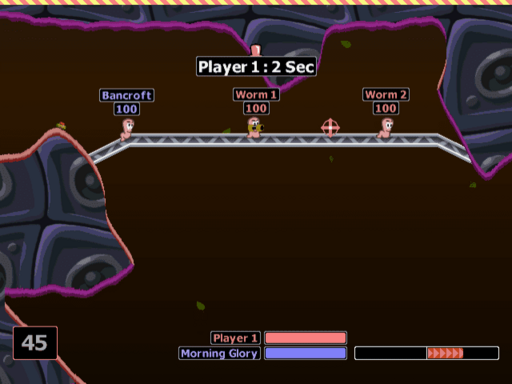 Player 1 : 2 Sec
Bancroft
100
Worm 1
100
Worm 2
100
45
Player 1
Morning Glory